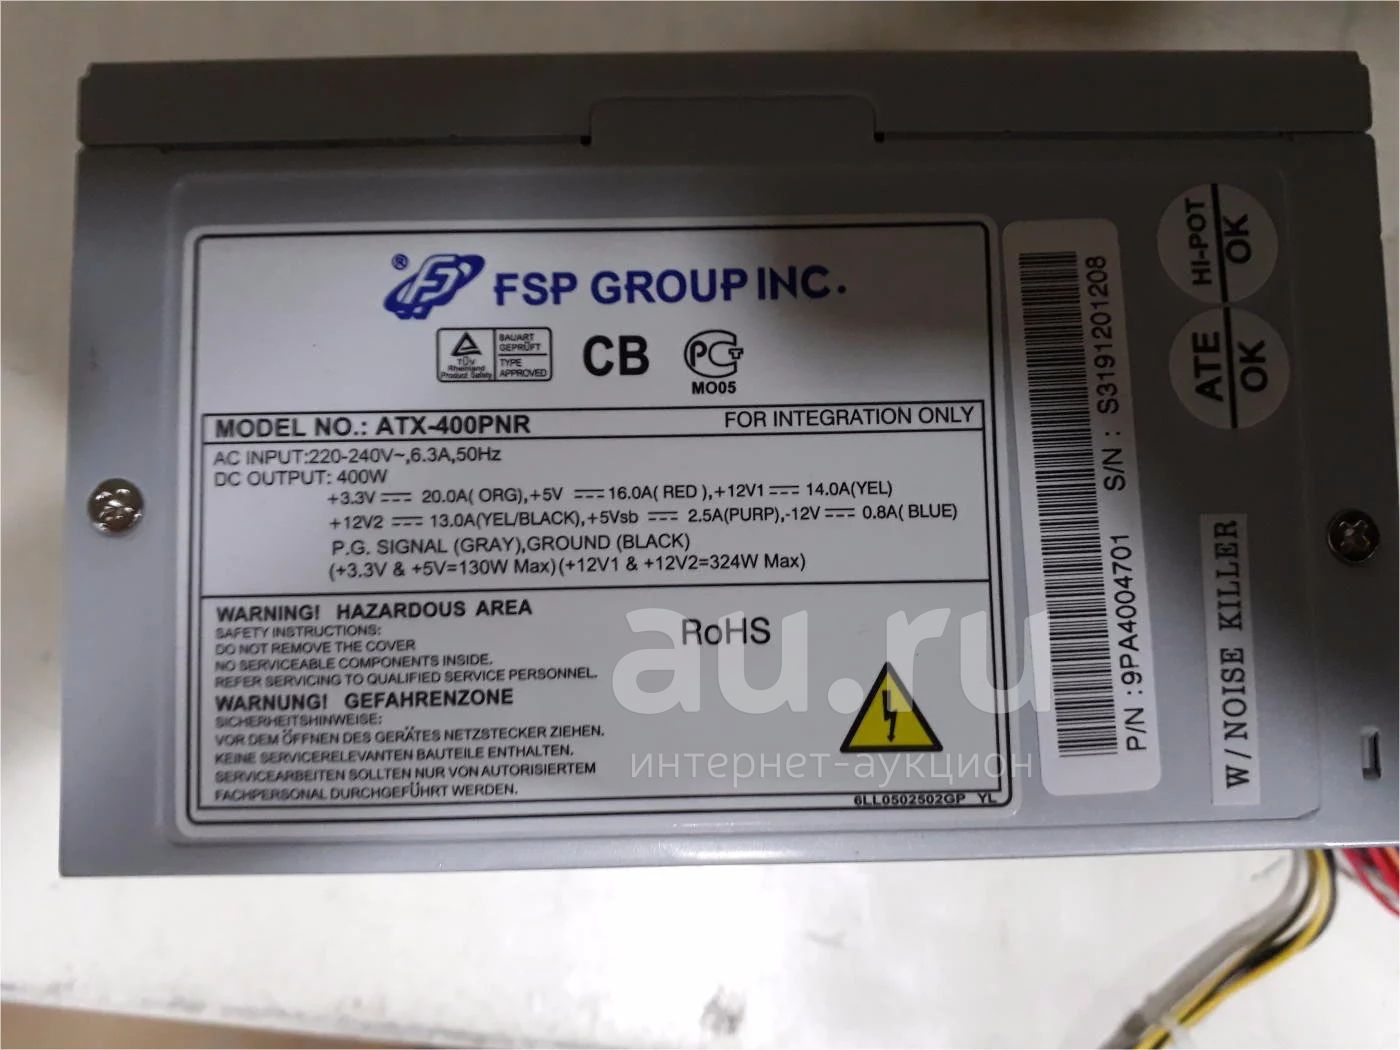 ® FSP GROUP INC.
BAUART GEPRÜFT
TÜV Rheinland Product Safety
TYPE APPROVED
CB
PCT
MO05
MODEL NO.: ATX-400PNR
FOR INTEGRATION ONLY
AC INPUT:220-240V~,6.3A,50Hz
DC OUTPUT: 400W
+3.3V ⎓ 20.0A( ORG),+5V ⎓ 16.0A( RED ),+12V1 ⎓ 14.0A(YEL)
+12V2 ⎓ 13.0A(YEL/BLACK),+5Vsb ⎓ 2.5A(PURP),-12V ⎓ 0.8A( BLUE)
P.G. SIGNAL (GRAY),GROUND (BLACK)
(+3.3V & +5V=130W Max)(+12V1 & +12V2=324W Max)
WARNING! HAZARDOUS AREA
SAFETY INSTRUCTIONS:
DO NOT REMOVE THE COVER
NO SERVICEABLE COMPONENTS INSIDE.
REFER SERVICING TO QUALIFIED SERVICE PERSONNEL.
WARNUNG! GEFAHRENZONE
SICHERHEITSHINWEISE:
VOR DEM ÖFFNEN DES GERÄTES NETZSTECKER ZIEHEN.
KEINE SERVICERELEVANTEN BAUTEILE ENTHALTEN.
SERVICEARBEITEN SOLLTEN NUR VON AUTORISIERTEM
FACHPERSONAL DURCHGEFÜHRT WERDEN.
RoHS
6LL0502502GP YL
P/N :9PA4004701 S/N : S3191201208
HI-POT OK
ATE OK
W/NOISE KILLER
au.ru
интернет-аукцион